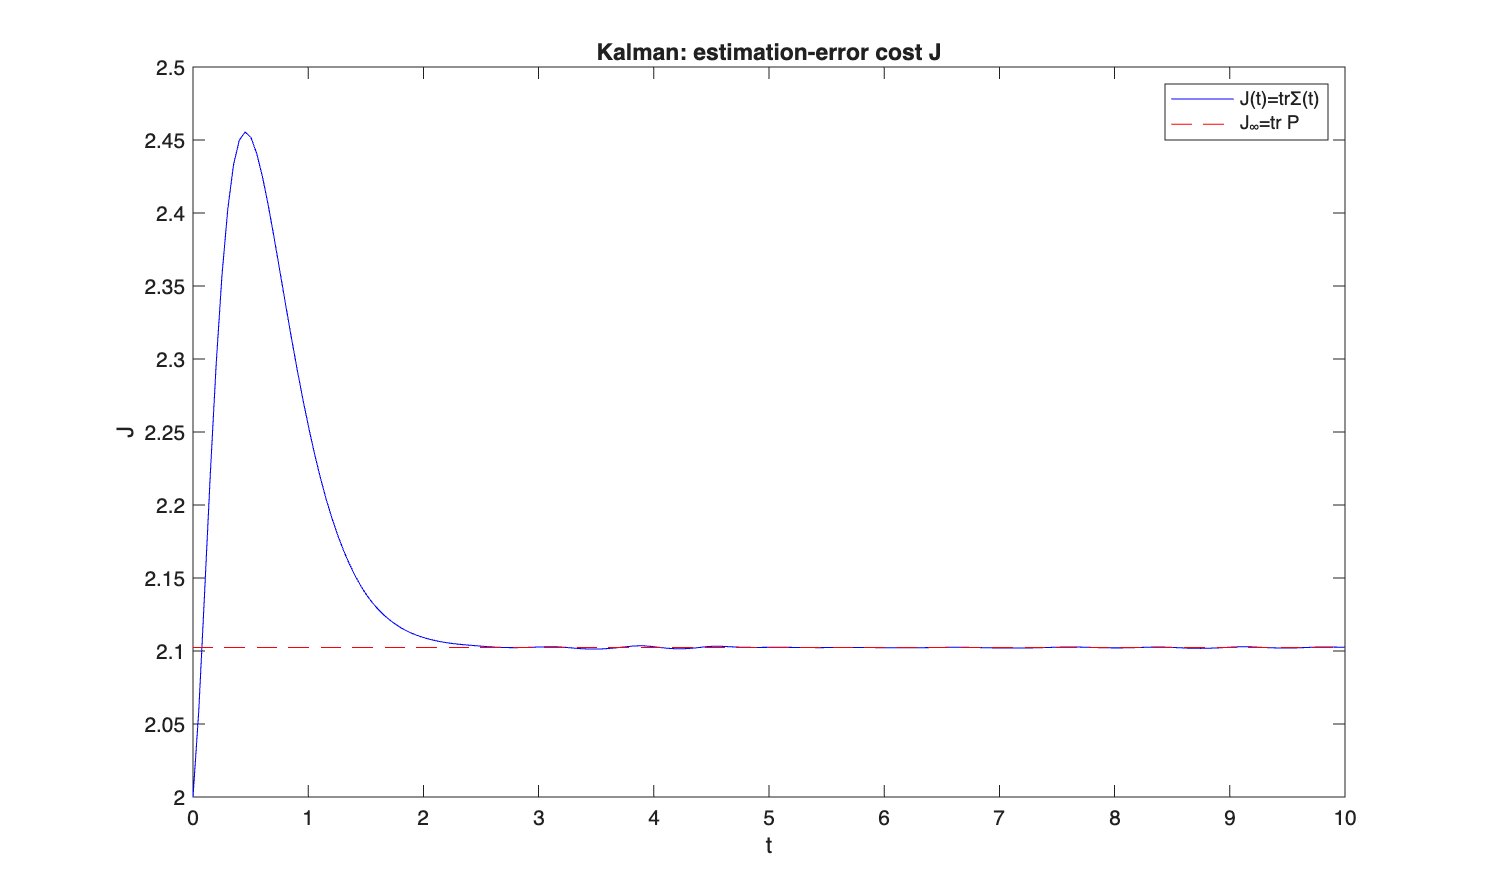 Kalman: estimation-error cost J
2.5
2.45
2.4
2.35
2.3
2.25
2.2
2.15
2.1
2.05
2
J
J(t)=trΣ(t)
J∞=tr P
0 1 2 3 4 5 6 7 8 9 10
t